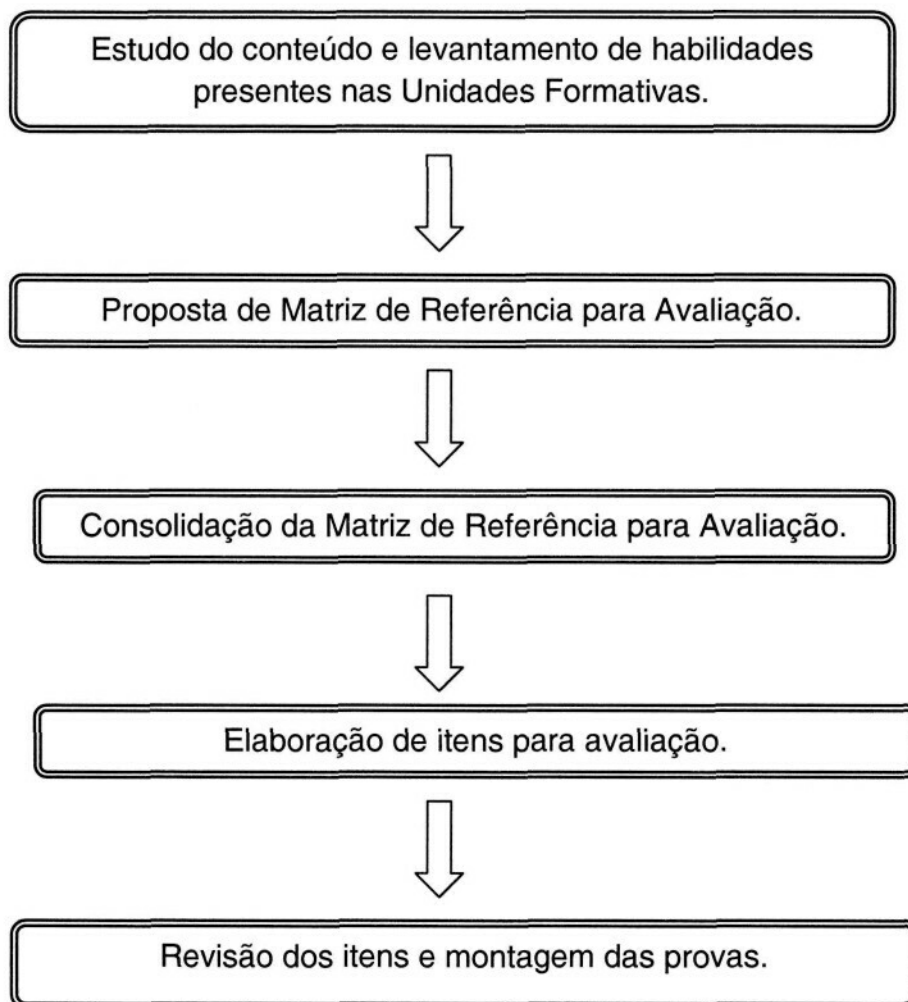 Estudo do conteúdo e levantamento de habilidades
presentes nas Unidades Formativas.
Proposta de Matriz de Referência para Avaliação.
Consolidação da Matriz de Referência para Avaliação.
Elaboração de itens para avaliação.
Revisão dos itens e montagem das provas.